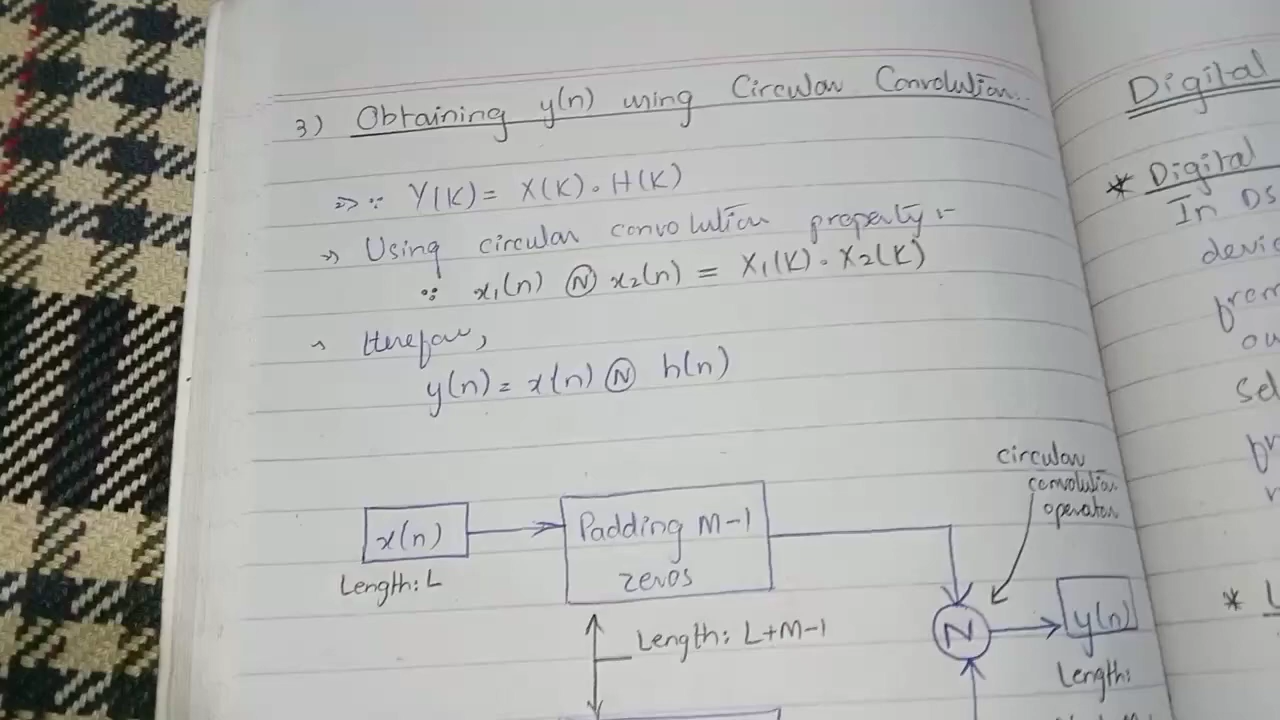 3) Obtaining y(n) using Circular Convolution..
⇒ ∵ Y(K) = X(K) . H(K)
→ Using circular convolution property :-
∵ x₁(n) Ⓝ x₂(n) = X₁(K) . X₂(K)
Therefore,
y(n) = x(n) Ⓝ h(n)
circular
convolution
operator
x(n)
Length: L
Padding M-1
zeros
Length: L+M-1
N
y(n)
Length:
Digital
* Digital
In DS
devic
from
ou
Sel
* L